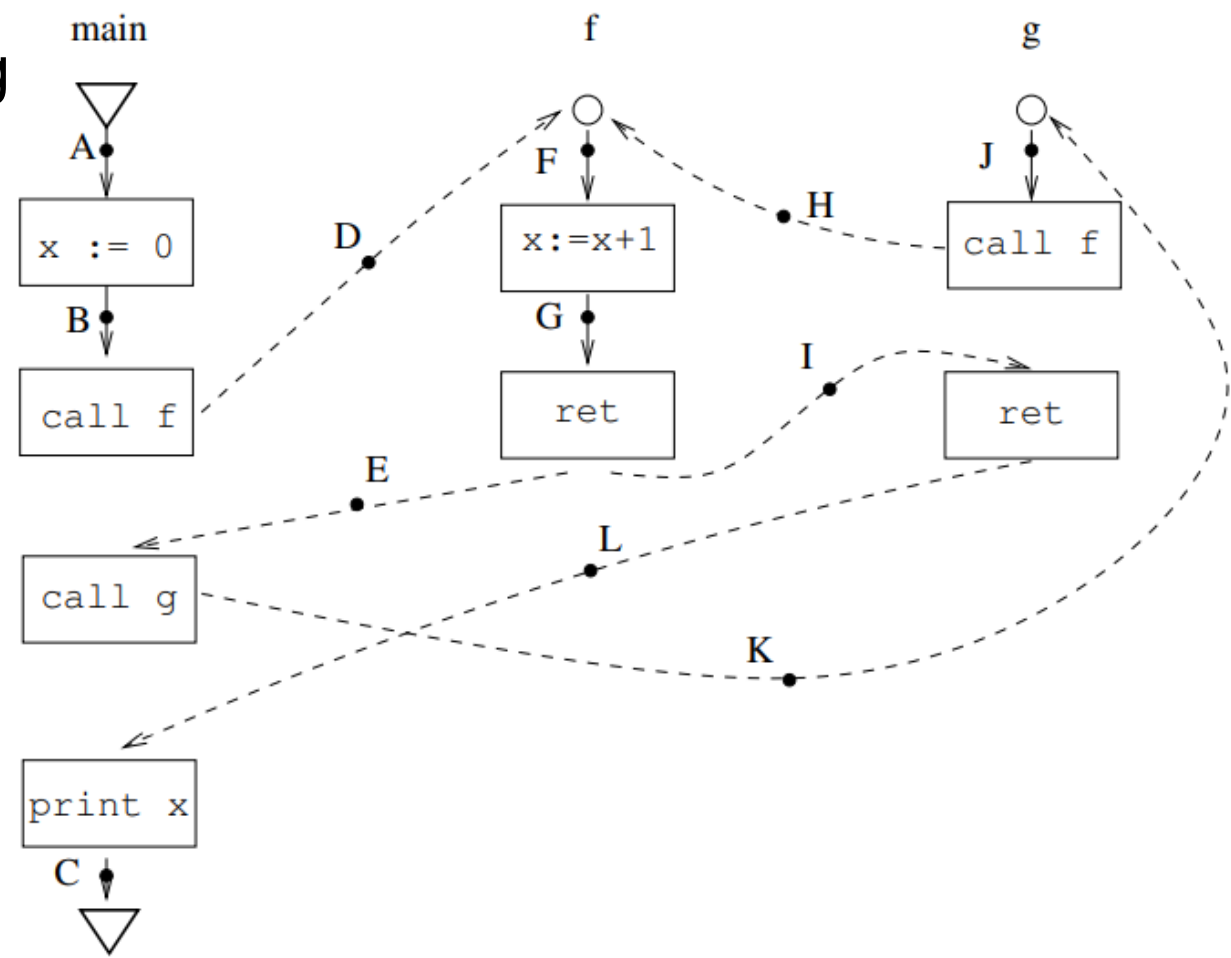 main f g
g
A
F
J
H
x := 0
x:=x+1
call f
D
B
G
I
call f
ret
ret
E
L
call g
K
print x
C